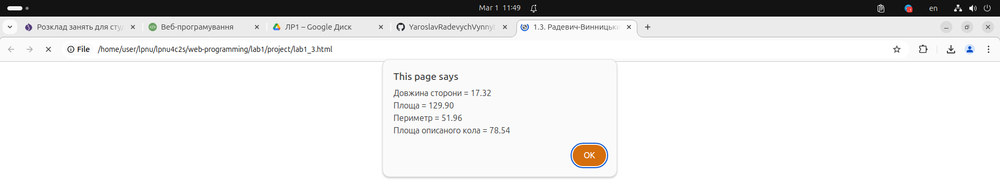 Mar 1 11:49
en
Розклад занять для студ
Веб-програмування
ЛР1 – Google Диск
YaroslavRadevychVynnyt
1.3. Радевич-Винницьки
File /home/user/lpnu/lpnu4c2s/web-programming/lab1/project/lab1_3.html
This page says
Довжина сторони = 17.32
Площа = 129.90
Периметр = 51.96
Площа описаного кола = 78.54
OK